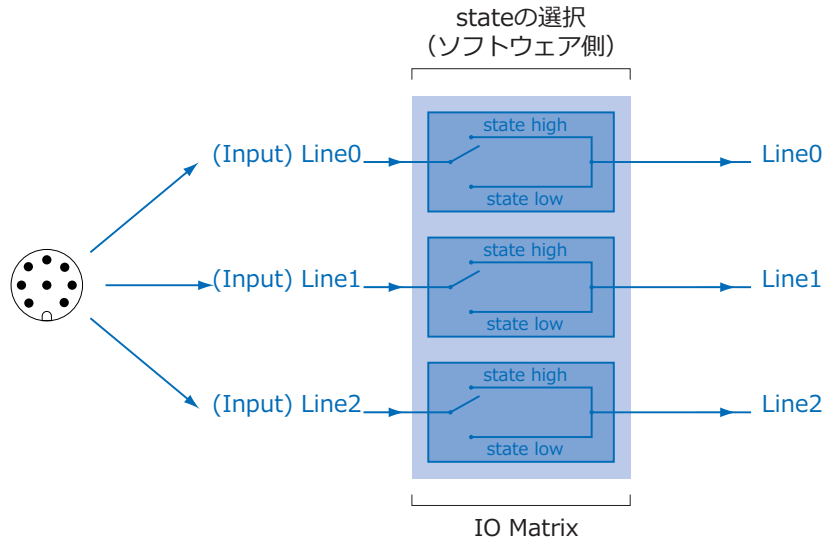 stateの選択
（ソフトウェア側）
state high
(Input) Line0
Line0
state low
state high
(Input) Line1
Line1
state low
state high
(Input) Line2
Line2
state low
IO Matrix